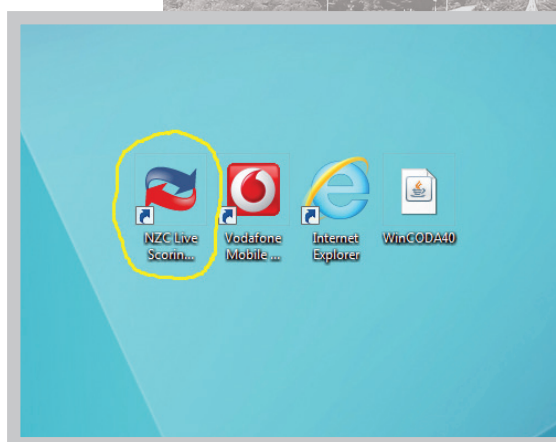 NZC Live
Scorin...
Vodafone
Mobile ...
Internet
Explorer
WinCODA40